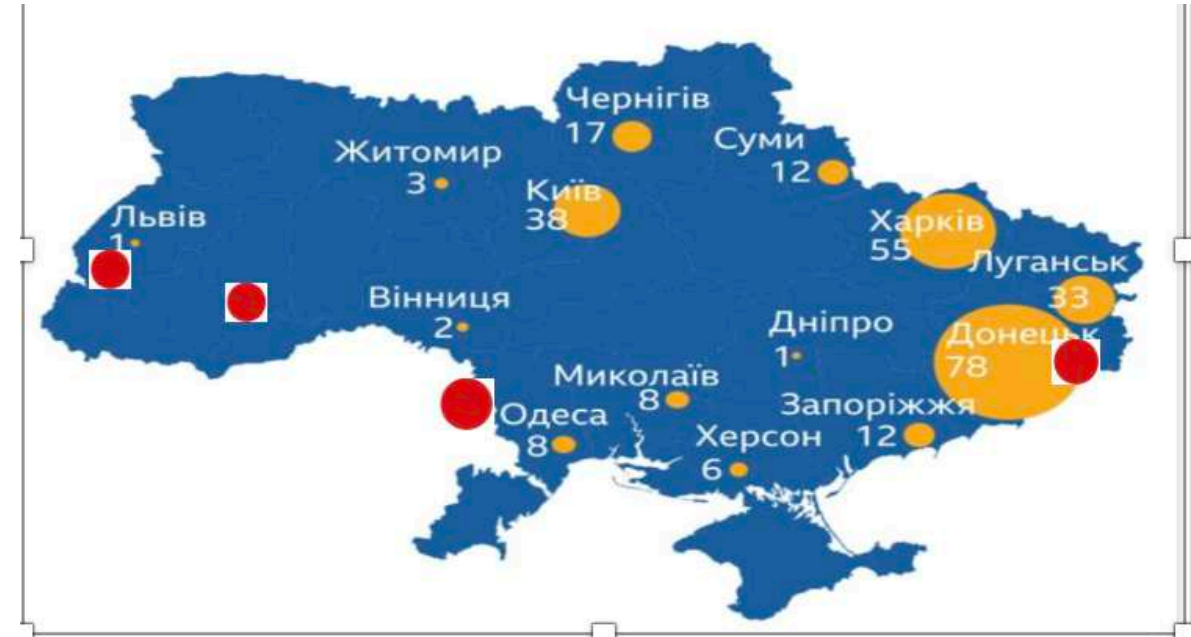 Чернігів
17
Суми
12
Житомир
3
Київ
38
Львів
1
Харків
55
Луганськ
33
Вінниця
2
Дніпро
1
Донецьк
78
Миколаїв
8
Запоріжжя
12
Одеса
8
Херсон
6